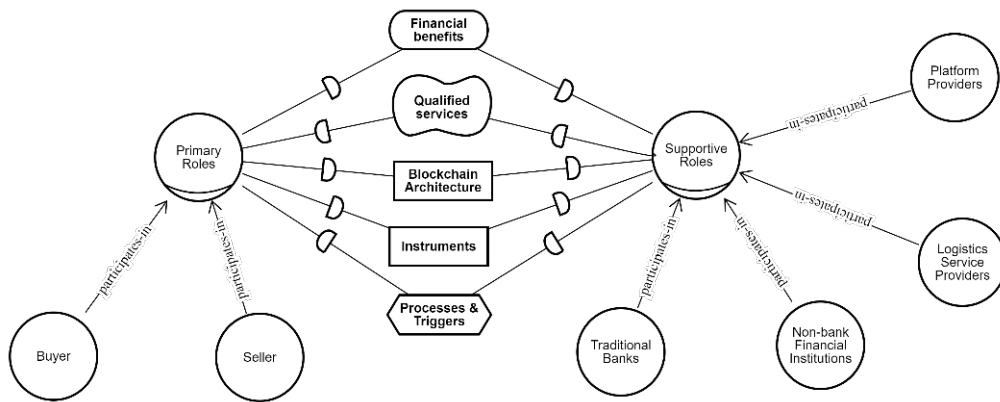 Financial
benefits
Qualified
services
Platform
Providers
participates-in
Primary
Roles
Supportive
Roles
Blockchain
Architecture
participates-in
Instruments
Logistics
Service
Providers
participates-in
participates-in
participates-in
participates-in
Processes &
Triggers
Buyer
Seller
Traditional
Banks
Non-bank
Financial
Institutions